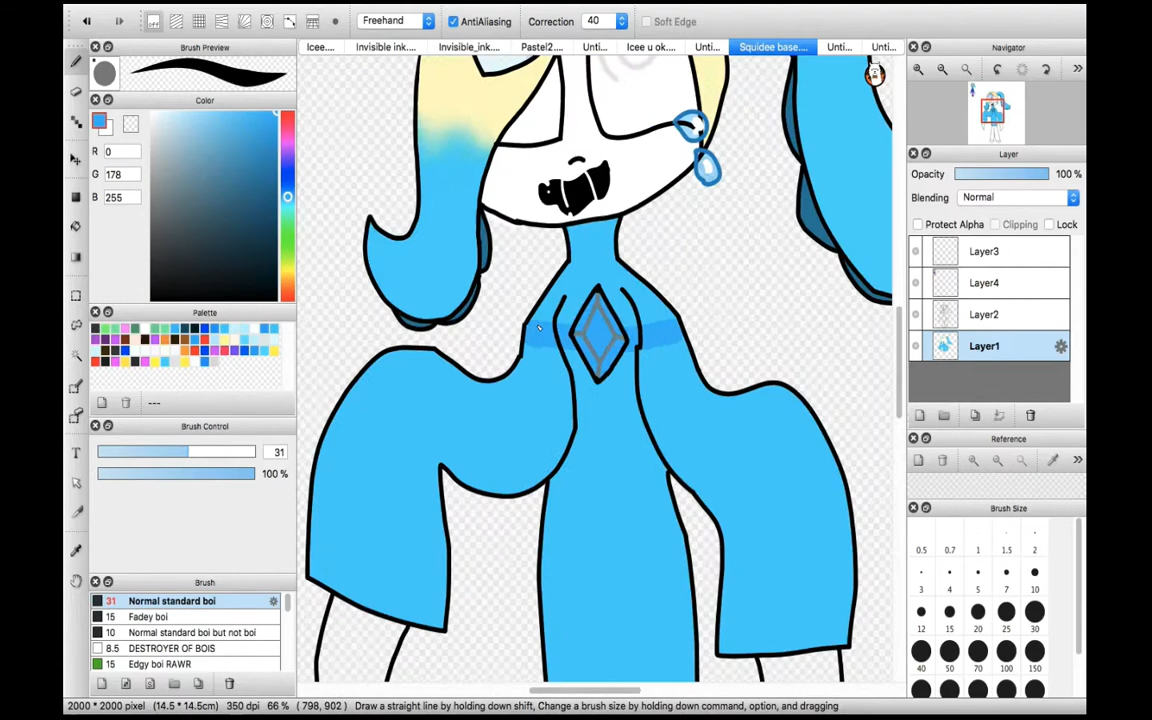 off
Freehand
AntiAliasing
Correction 40
Soft Edge
Brush Preview
Icee....
Invisible ink....
Invisible_ink....
Pastel2....
Unti...
Icee u ok....
Unti...
Squidee base....
Unti...
Unti...
Navigator
Color
R 0
G 178
B 255
Layer
Opacity 100 %
Blending Normal
Protect Alpha Clipping Lock
Layer3
Layer4
Layer2
Layer1
Palette
---
Brush Control
31
100 %
Reference
Brush Size
0.5 0.7 1 1.5 2
3 4 5 7 10
12 15 20 25 30
40 50 70 100 150
T
Brush
31 Normal standard boi
15 Fadey boi
10 Normal standard boi but not boi
8.5 DESTROYER OF BOIS
15 Edgy boi RAWR
2000 * 2000 pixel (14.5 * 14.5cm) 350 dpi 66 % ( 798, 902 ) Draw a straight line by holding down shift, Change a brush size by holding down command, option, and dragging